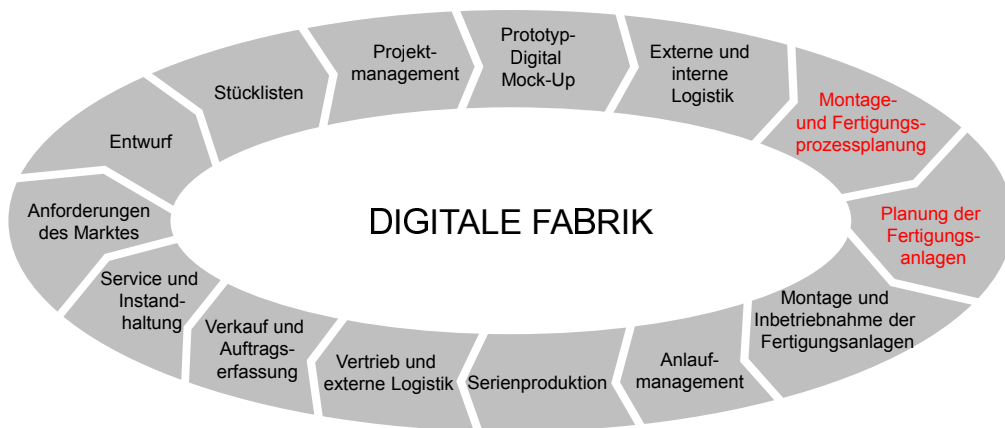 Prototyp-
Digital
Mock-Up
Projekt-
management
Externe und
interne
Logistik
Stücklisten
Montage-
und Fertigungs-
prozessplanung
Entwurf
DIGITALE FABRIK
Anforderungen
des Marktes
Planung der
Fertigungs-
anlagen
Service und
Instand-
haltung
Montage und
Inbetriebnahme der
Fertigungsanlagen
Verkauf und
Auftrags-
erfassung
Vertrieb und
externe Logistik
Serienproduktion
Anlauf-
management